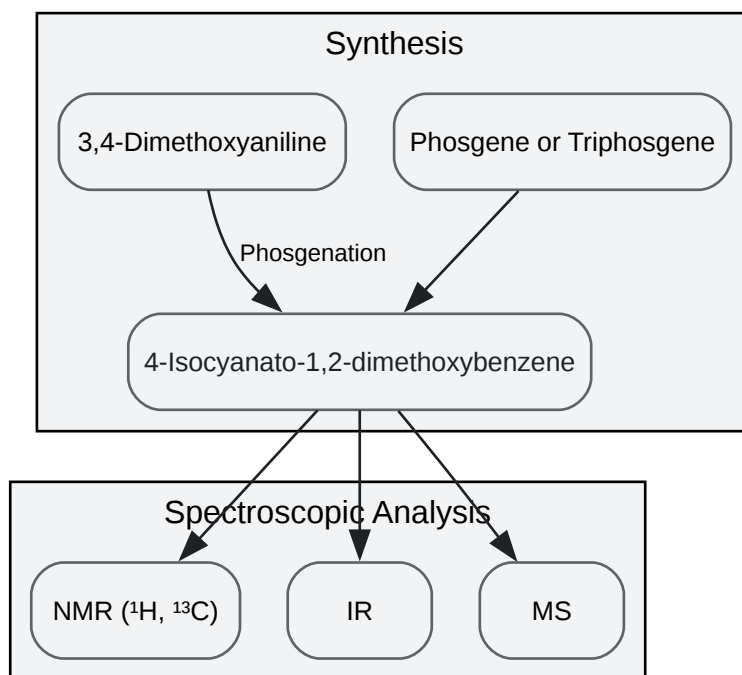 Synthesis
3,4-Dimethoxyaniline
Phosgene or Triphosgene
Phosgenation
4-Isocyanato-1,2-dimethoxybenzene
Spectroscopic Analysis
NMR (¹H, ¹³C)
IR
MS